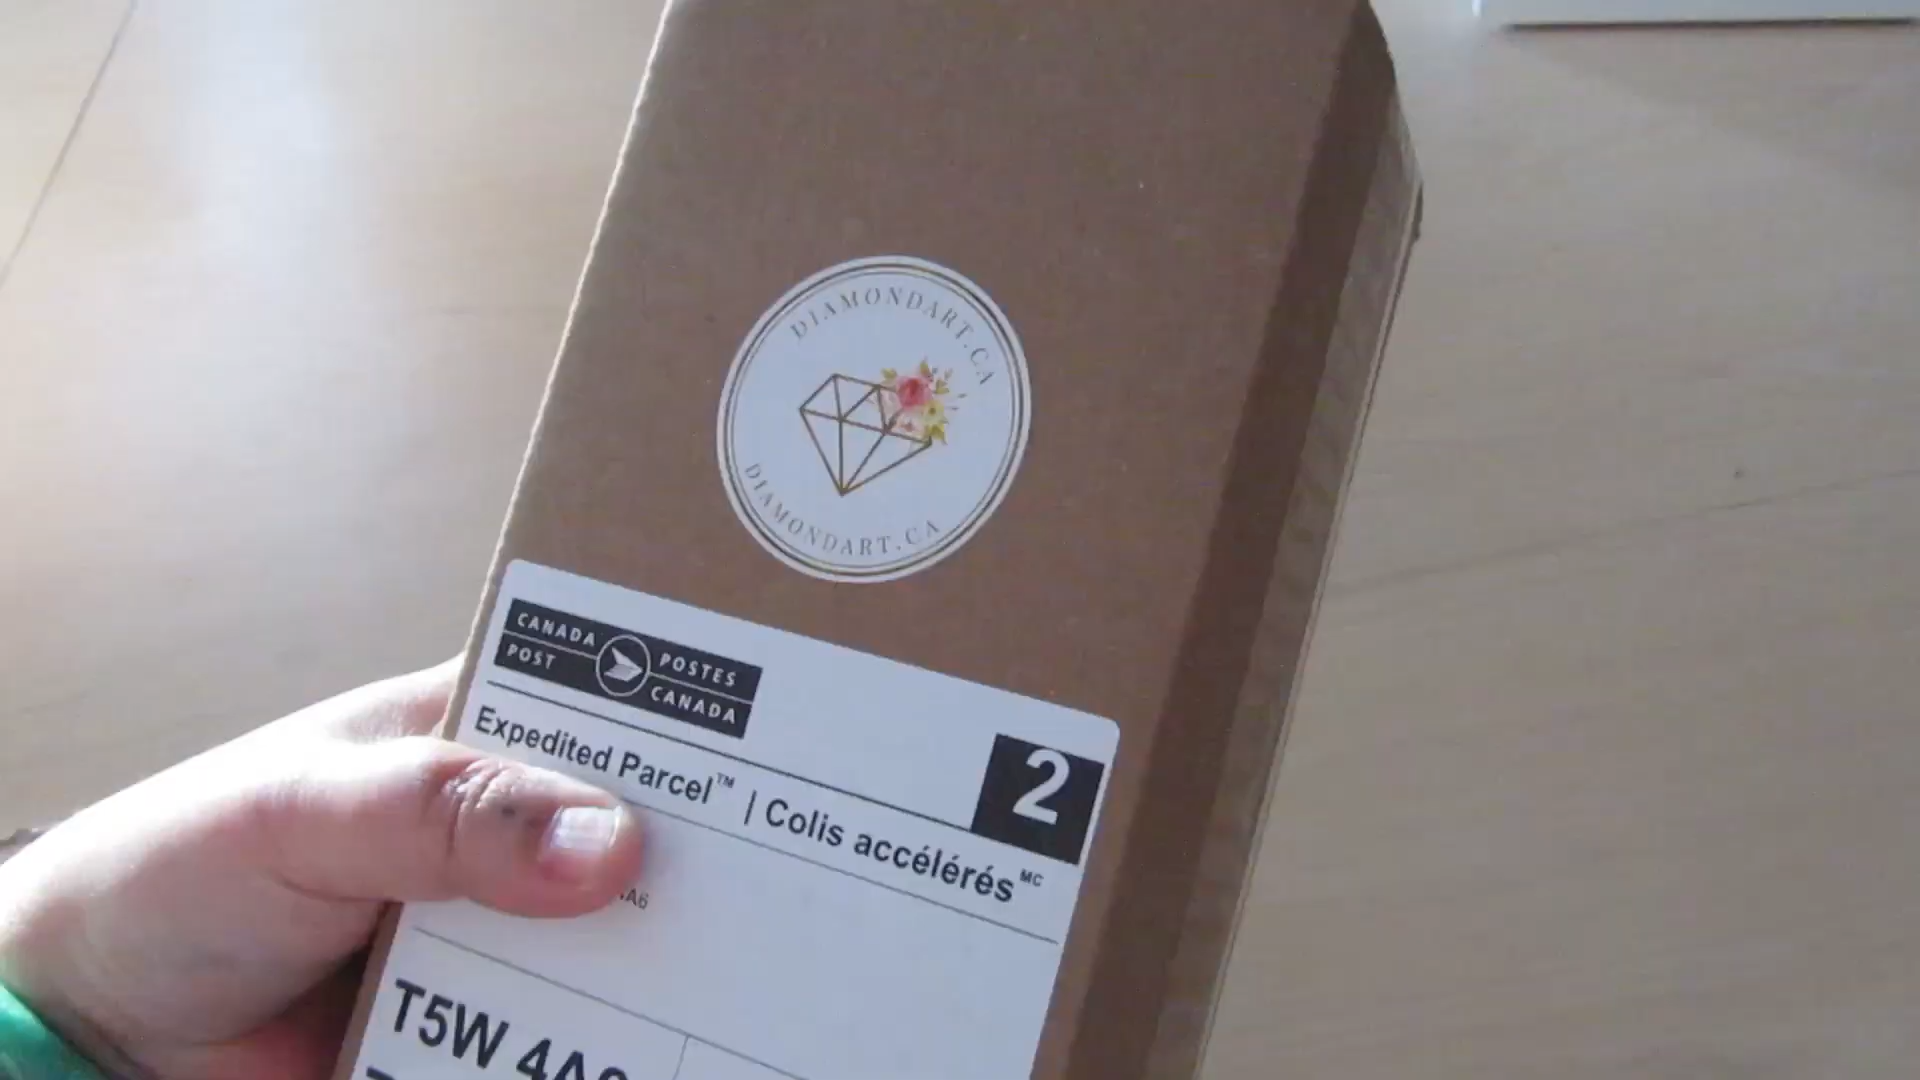 DIAMONDART.CA
DIAMONDART.CA
CANADA POST
POSTES CANADA
2
Expedited Parcel™ | Colis accélérés MC
T5W